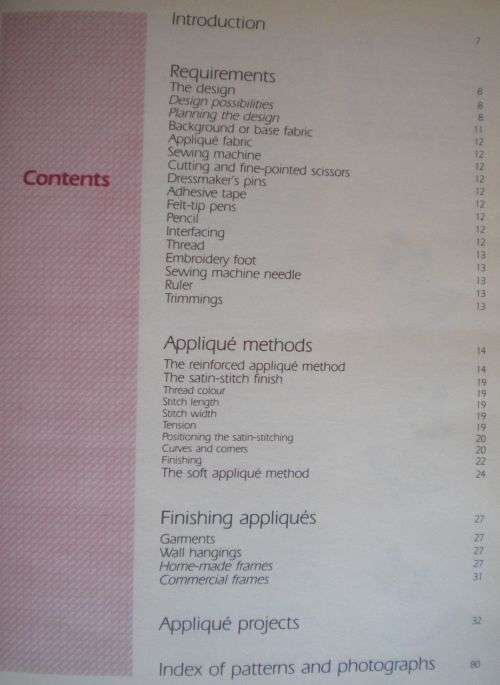 Contents
Introduction 7
Requirements
The design 8
Design possibilities 8
Planning the design 8
Background or base fabric 11
Appliqué fabric 12
Sewing machine 12
Cutting and fine-pointed scissors 12
Dressmaker's pins 12
Adhesive tape 12
Felt-tip pens 12
Pencil 12
Interfacing 12
Thread 12
Embroidery foot 13
Sewing machine needle 13
Ruler 13
Trimmings 13
Appliqué methods 14
The reinforced appliqué method 14
The satin-stitch finish 19
Thread colour 19
Stitch length 19
Stitch width 19
Tension 19
Positioning the satin-stitching 20
Curves and corners 20
Finishing 22
The soft appliqué method 24
Finishing appliqués 27
Garments 27
Wall hangings 27
Home-made frames 27
Commercial frames 31
Appliqué projects 32
Index of patterns and photographs 80